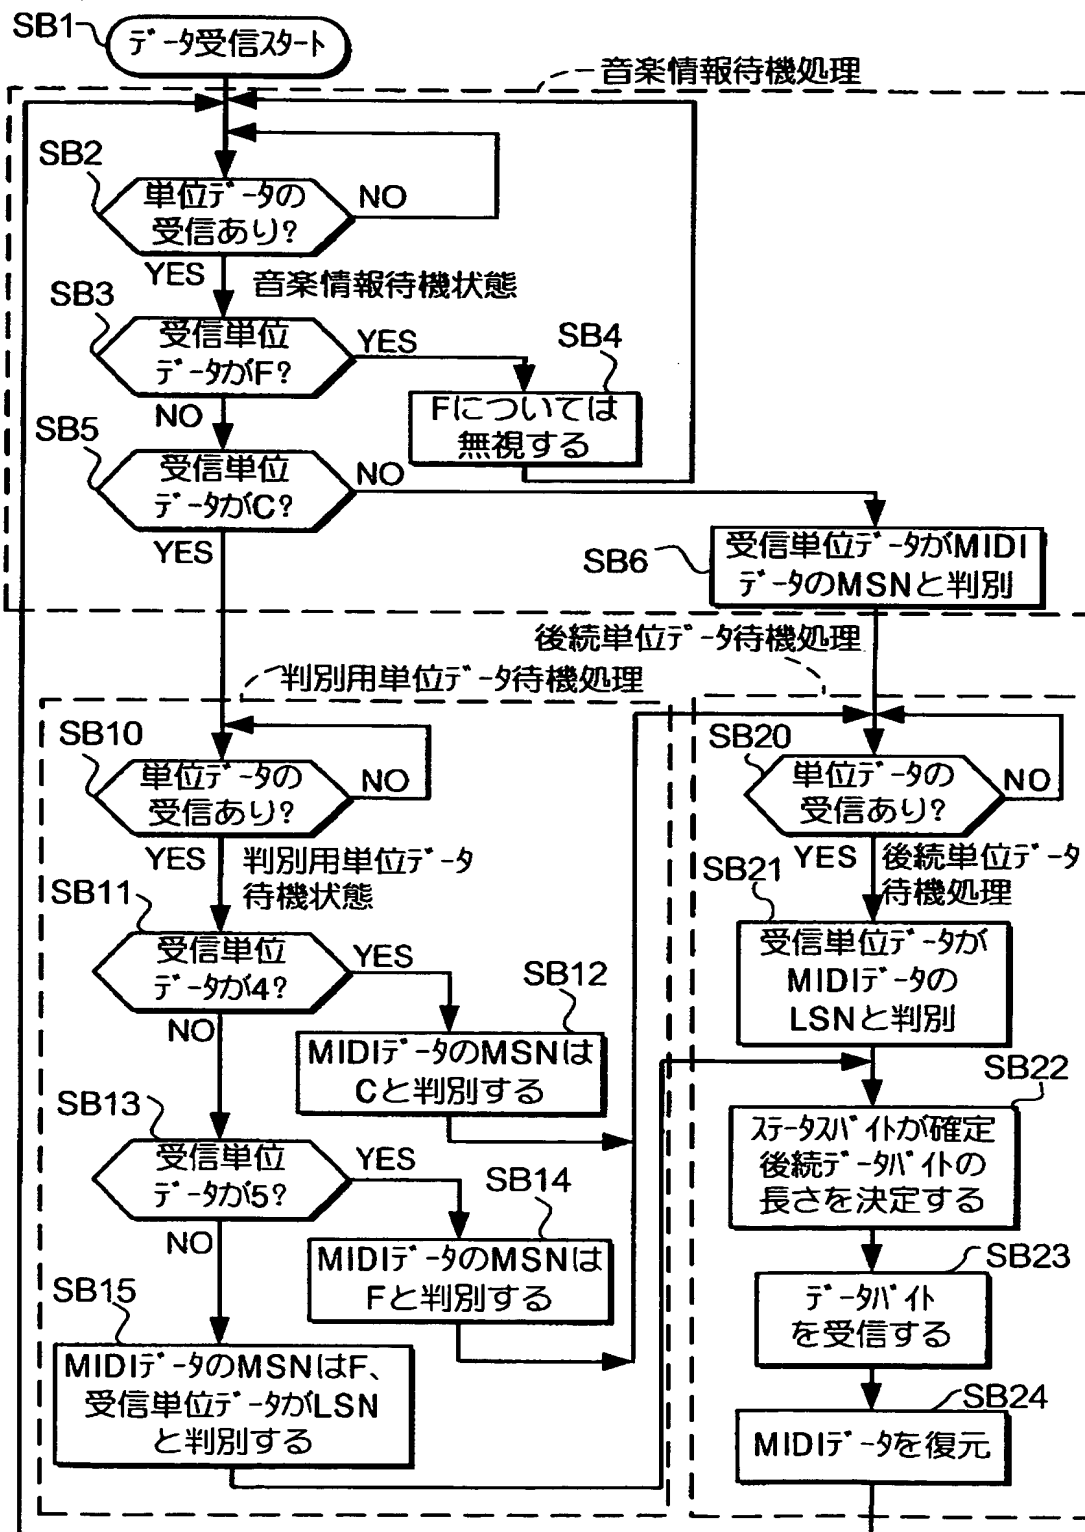 SB1
データ受信スタート
音楽情報待機処理
SB2
単位データの
受信あり?
NO
YES
音楽情報待機状態
SB3
受信単位
データがF?
YES
NO
SB4
Fについては
無視する
SB5
受信単位
データがC?
NO
YES
SB6
受信単位データがMIDI
データのMSNと判別
後続単位データ待機処理
判別用単位データ待機処理
SB10
単位データの
受信あり?
NO
YES
判別用単位データ
待機状態
SB11
受信単位
データが4?
YES
NO
SB12
MIDIデータのMSNは
Cと判別する
SB13
受信単位
データが5?
YES
NO
SB14
MIDIデータのMSNは
Fと判別する
SB15
MIDIデータのMSNはF、
受信単位データがLSN
と判別する
SB20
単位データの
受信あり?
NO
YES
後続単位データ
待機処理
SB21
受信単位データが
MIDIデータの
LSNと判別
SB22
ステータスバイトが確定
後続データバイトの
長さを決定する
SB23
データバイト
を受信する
SB24
MIDIデータを復元